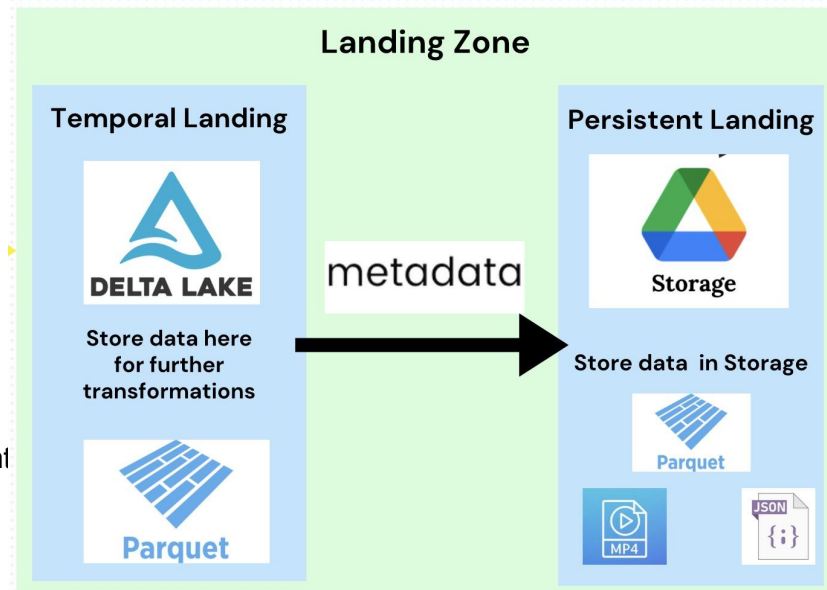 Landing Zone
Temporal Landing
DELTA LAKE
Store data here
for further
transformations
Parquet
metadata
Persistent Landing
Storage
Store data in Storage
Parquet
MP4
JSON
{;}